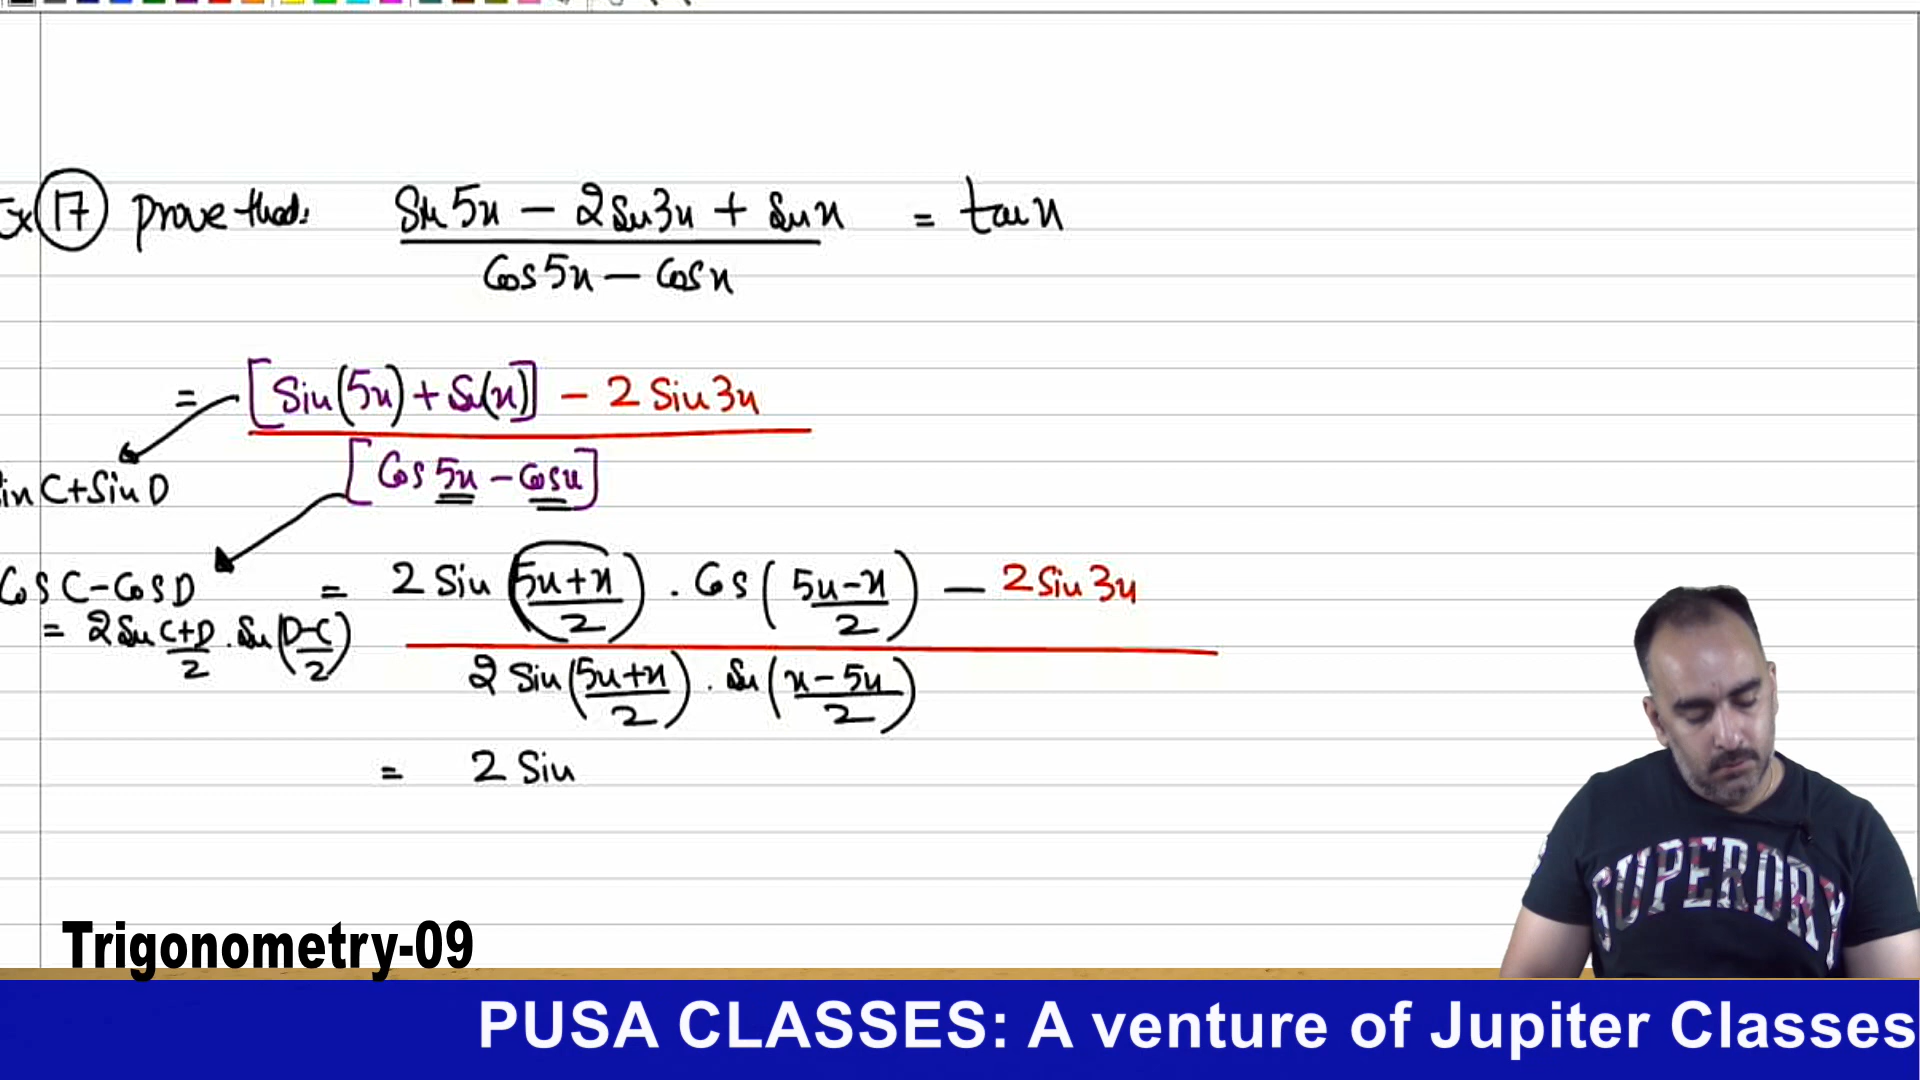 Ex 17 prove that: Sin 5x − 2 Sin 3x + Sin x = tan x
Cos 5x − Cos x
= [Sin(5x) + Sin(x)] − 2 Sin 3x
[Cos 5x − Cos x]
Sin C + Sin D
Cos C − Cos D = 2 Sin (5x + x / 2) . Cos (5x − x / 2) − 2 Sin 3x
= 2 Sin C+D / 2 . Sin (D−C / 2)
2 Sin (5x + x / 2) . Sin (x − 5x / 2)
= 2 Sin
SUPERDRY
Trigonometry-09
PUSA CLASSES: A venture of Jupiter Classes